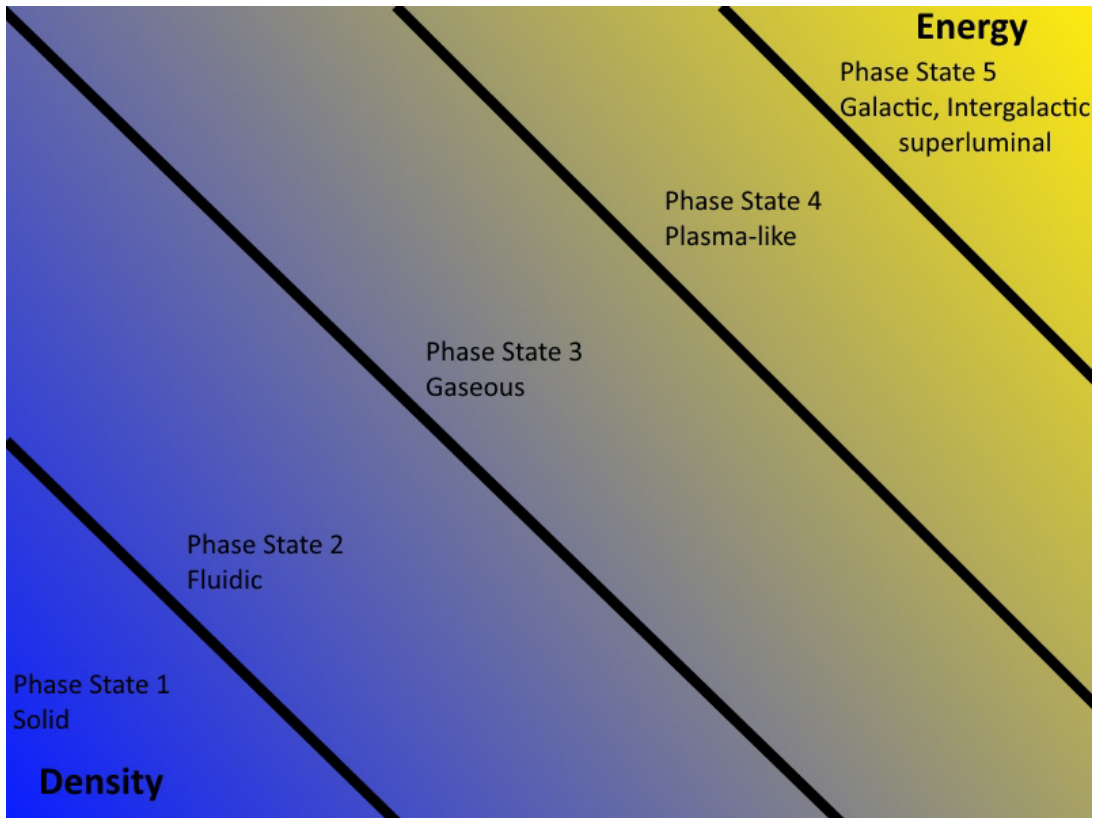 Energy
Phase State 5
Galactic, Intergalactic
superluminal
Phase State 4
Plasma-like
Phase State 3
Gaseous
Phase State 2
Fluidic
Phase State 1
Solid
Density